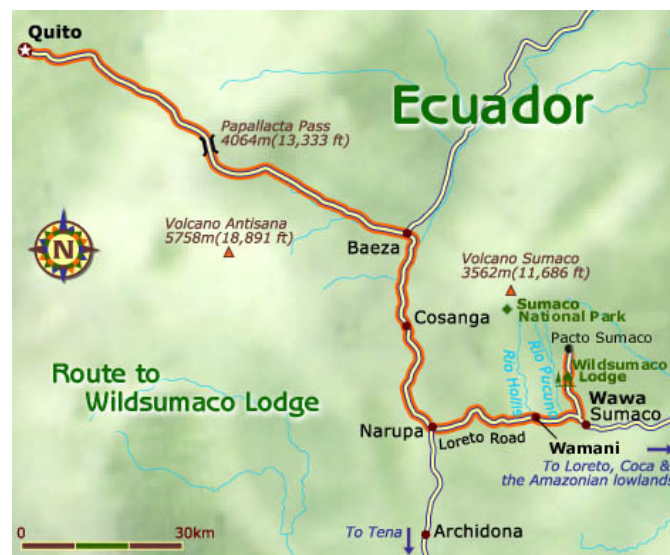 Quito
Ecuador
Papallacta Pass
4064m(13,333 ft)
Volcano Antisana
5758m(18,891 ft)
N
Baeza
Volcano Sumaco
3562m(11,686 ft)
Sumaco
National Park
Cosanga
Pacto Sumaco
Rio Hollin
Rio Pucuno
Wildsumaco
Lodge
Route to
Wildsumaco Lodge
Wawa
Sumaco
Narupa
Loreto Road
Wamani
To Loreto, Coca &
the Amazonian lowlands
0
30km
To Tena
Archidona